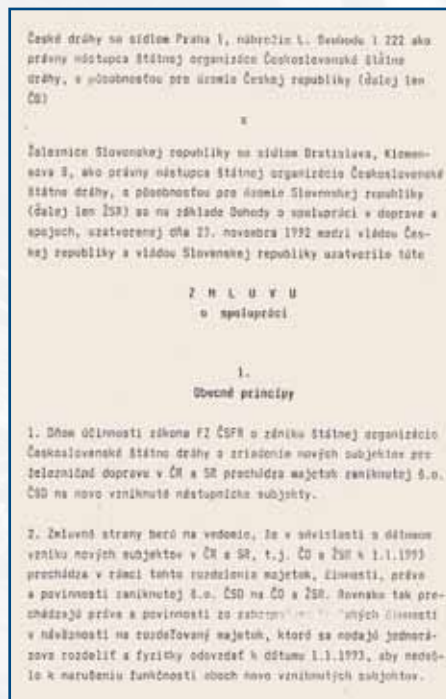 České dráhy so sídlom Praha 1, nábrežie L. Svobodu 1 222 ako
právny nástupca štátnej organizácie Československé štátne
dráhy, s pôsobnosťou pre územie Českej republiky (ďalej len
ČD)
a
Železnice Slovenskej republiky so sídlom Bratislava, Klemen-
sova 8, ako právny nástupca štátnej organizácie Československé
štátne dráhy, s pôsobnosťou pre územie Slovenskej republiky
(ďalej len ŽSR) sa na základe Dohody o spolupráci v doprave a
spojoch, uzatvorenej dňa 23. novembra 1992 medzi vládou Čes-
kej republiky a vládou Slovenskej republiky uzatvorilo túto
Z M L U V U
o spolupráci
1.
Obecné princípy
1. Dňom účinnosti zákona FZ ČSFR o zániku štátnej organizácie
Československé štátne dráhy a zriadenie nových subjektov pre
železničnú dopravu v ČR a SR prechádza majetok zaniknutej š.o.
ČSD na novo vzniknuté nástupnícke subjekty.
2. Zmluvné strany berú na vedomie, že v súvislosti s dátumom
vzniku nových subjektov v ČR a SR, t.j. ČD a ŽSR k 1.1.1993
prechádza v rámci tohto rozdelenia majetok, činnosti, práva
a povinnosti zaniknutej š.o. ČSD na ČD a ŽSR. Rovnako tak pre-
chádzajú práva a povinnosti zo činnosti
v náväznosti na rozdeľovaný majetok, ktoré sa nedajú jednorá-
zovo rozdeliť a fyzicky odovzdať k dátumu 1.1.1993, aby nedoš-
lo k narušeniu funkčnosti oboch novo vzniknutých subjektov.